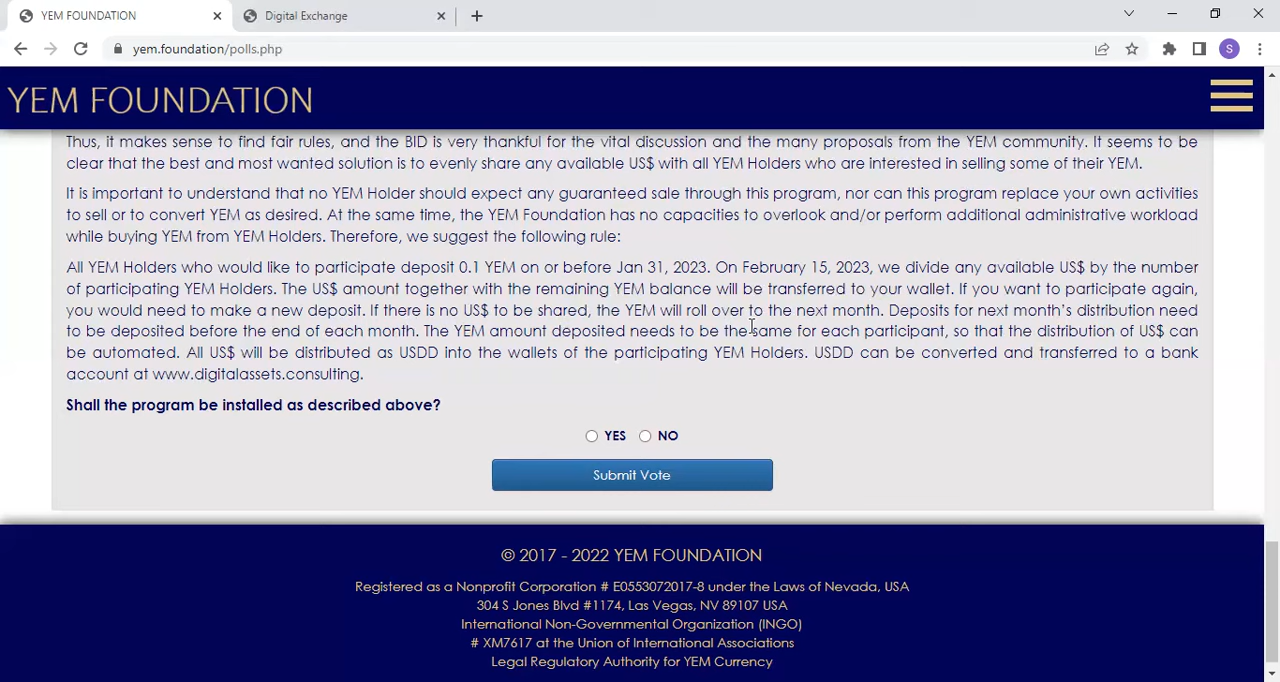 YEM FOUNDATION
Digital Exchange
yem.foundation/polls.php
S
YEM FOUNDATION
Thus, it makes sense to find fair rules, and the BID is very thankful for the vital discussion and the many proposals from the YEM community. It seems to
be clear that the best and most wanted solution is to evenly share any available US$ with all YEM Holders who are interested in selling some of their YEM.
It is important to understand that no YEM Holder should expect any guaranteed sale through this program, nor can this program replace your own activities
to sell or to convert YEM as desired. At the same time, the YEM Foundation has no capacities to overlook and/or perform additional administrative workload
while buying YEM from YEM Holders. Therefore, we suggest the following rule:
All YEM Holders who would like to participate deposit 0.1 YEM on or before Jan 31, 2023. On February 15, 2023, we divide any available US$ by the number
of participating YEM Holders. The US$ amount together with the remaining YEM balance will be transferred to your wallet. If you want to participate again,
you would need to make a new deposit. If there is no US$ to be shared, the YEM will roll over to the next month. Deposits for next month's distribution need
to be deposited before the end of each month. The YEM amount deposited needs to be the same for each participant, so that the distribution of US$ can
be automated. All US$ will be distributed as USDD into the wallets of the participating YEM Holders. USDD can be converted and transferred to a bank
account at www.digitalassets.consulting.
Shall the program be installed as described above?
YES NO
Submit Vote
© 2017 - 2022 YEM FOUNDATION
Registered as a Nonprofit Corporation # E0553072017-8 under the Laws of Nevada, USA
304 S Jones Blvd #1174, Las Vegas, NV 89107 USA
International Non-Governmental Organization (INGO)
# XM7617 at the Union of International Associations
Legal Regulatory Authority for YEM Currency